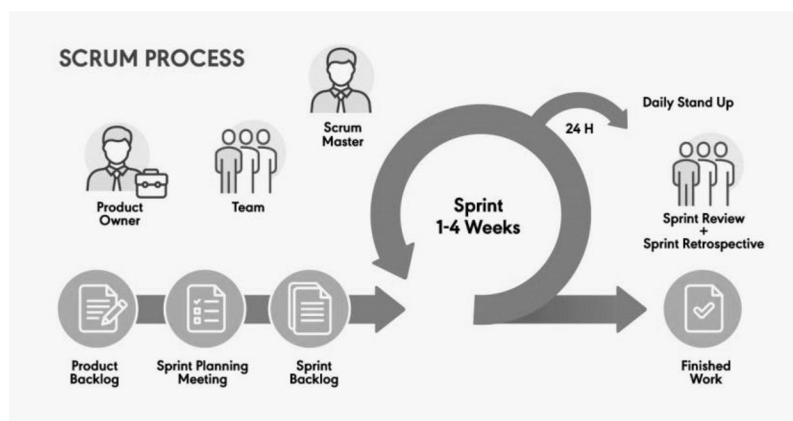 SCRUM PROCESS
Scrum
Master
Product
Owner
Team
Daily Stand Up
24 H
Sprint
1-4 Weeks
Sprint Review
+
Sprint Retrospective
Product
Backlog
Sprint Planning
Meeting
Sprint
Backlog
Finished
Work